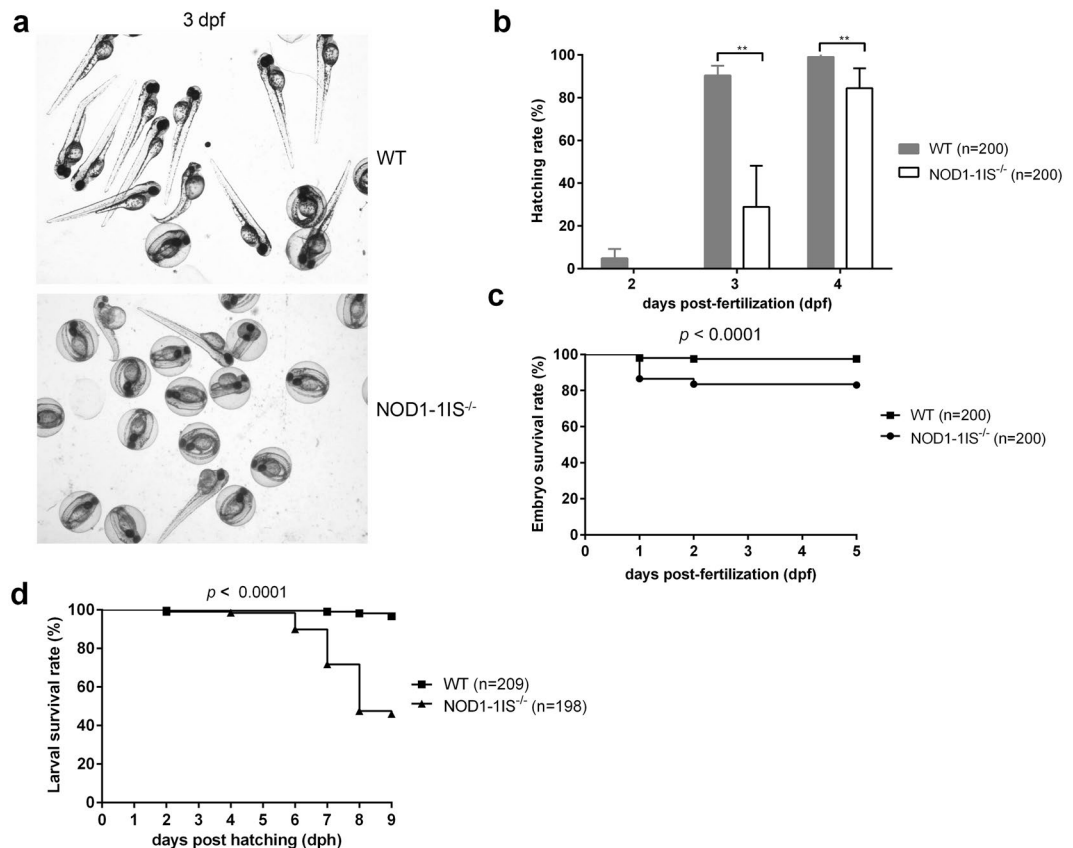 a
3 dpf
WT
NOD1-1IS-/-
b
Hatching rate (%)
100
80
60
40
20
0
**
**
2
3
4
days post-fertilization (dpf)
WT (n=200)
NOD1-1IS-/- (n=200)
c
p < 0.0001
Embryo survival rate (%)
100
80
60
40
80
0
0 1 2 3 4 5
days post-fertilization (dpf)
WT (n=200)
NOD1-1IS-/- (n=200)
d
p < 0.0001
Larval survival rate (%)
100
80
60
40
20
0
0 1 2 3 4 5 6 7 8 9
days post hatching (dph)
WT (n=209)
NOD1-1IS-/- (n=198)